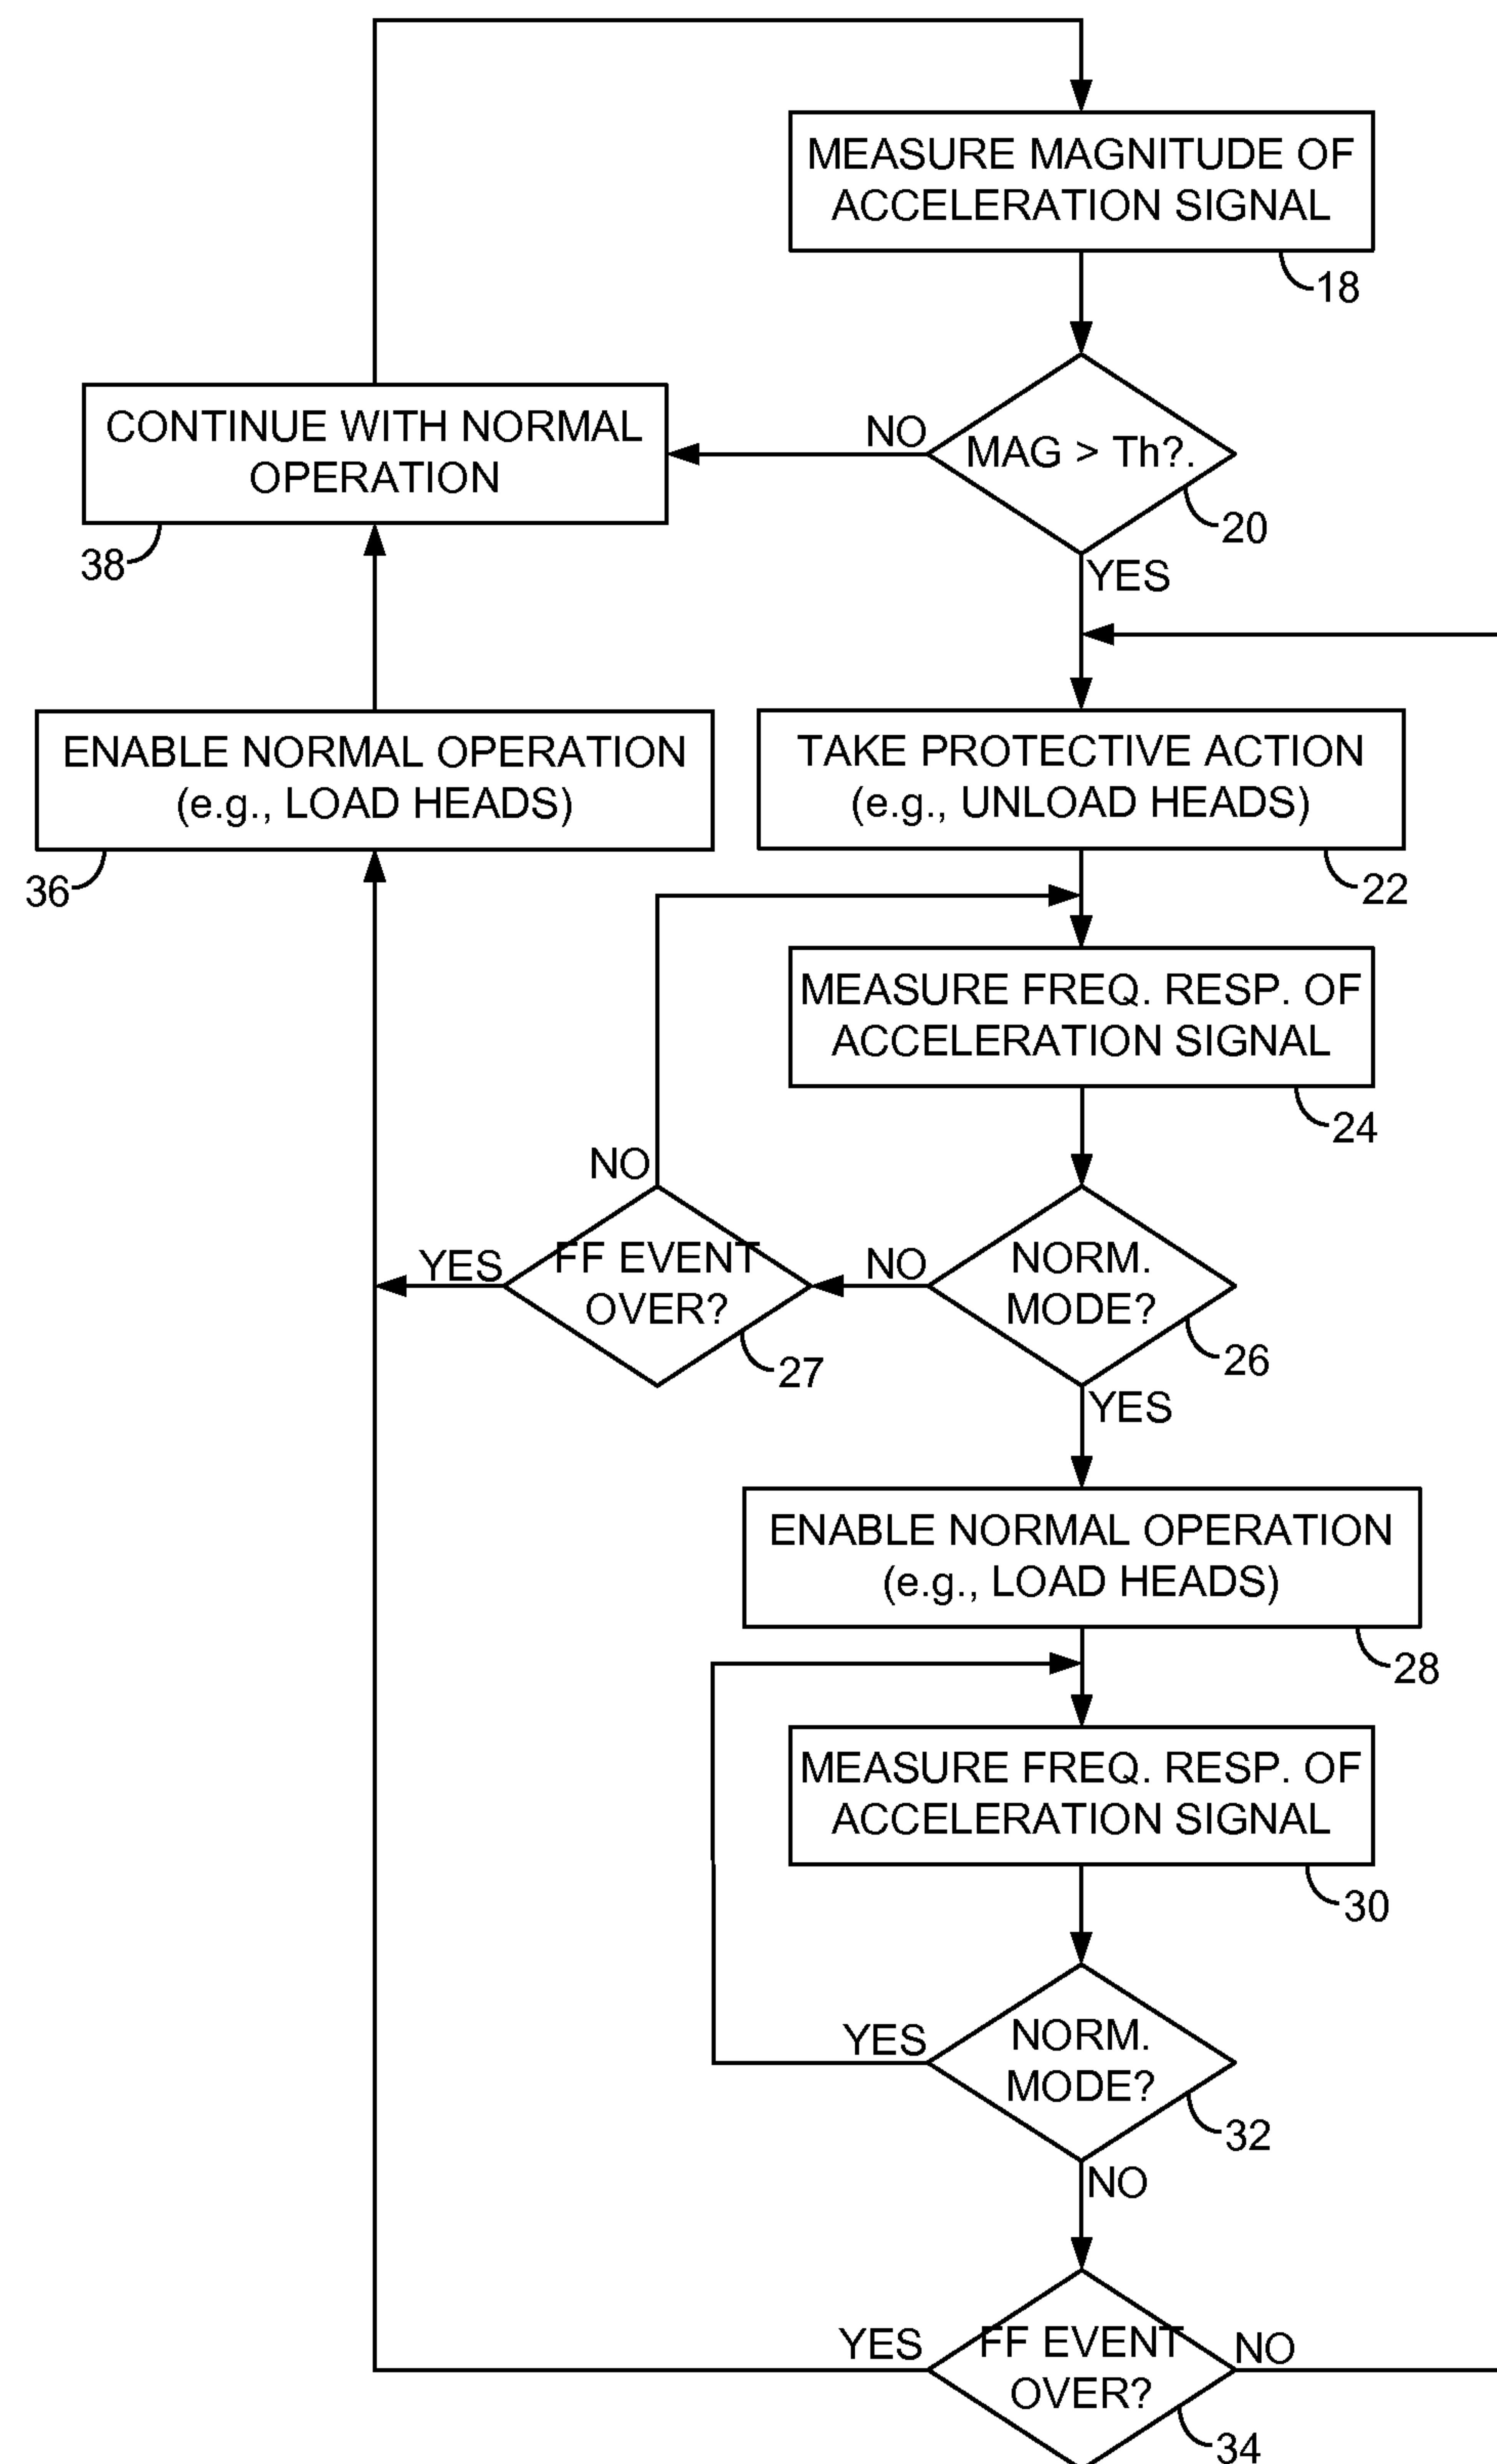 MEASURE MAGNITUDE OF
ACCELERATION SIGNAL
18
CONTINUE WITH NORMAL
OPERATION
38
NO
MAG > Th?.
20
YES
ENABLE NORMAL OPERATION
(e.g., LOAD HEADS)
36
TAKE PROTECTIVE ACTION
(e.g., UNLOAD HEADS)
22
MEASURE FREQ. RESP. OF
ACCELERATION SIGNAL
24
NO
YES
FF EVENT
OVER?
27
NO
NORM.
MODE?
26
YES
ENABLE NORMAL OPERATION
(e.g., LOAD HEADS)
28
MEASURE FREQ. RESP. OF
ACCELERATION SIGNAL
30
YES
NORM.
MODE?
32
NO
YES
FF EVENT
OVER?
NO
34